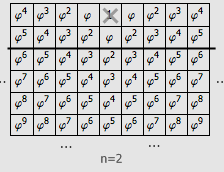 φ⁴ φ³ φ² φ φ φ² φ³ φ⁴
φ⁵ φ⁴ φ³ φ² φ φ² φ³ φ⁴ φ⁵
φ⁶ φ⁵ φ⁴ φ³ φ² φ³ φ⁴ φ⁵ φ⁶
φ⁷ φ⁶ φ⁵ φ⁴ φ³ φ⁴ φ⁵ φ⁶ φ⁷
φ⁸ φ⁷ φ⁶ φ⁵ φ⁴ φ⁵ φ⁶ φ⁷ φ⁸
φ⁹ φ⁸ φ⁷ φ⁶ φ⁵ φ⁶ φ⁷ φ⁸ φ⁹
... ...
n=2